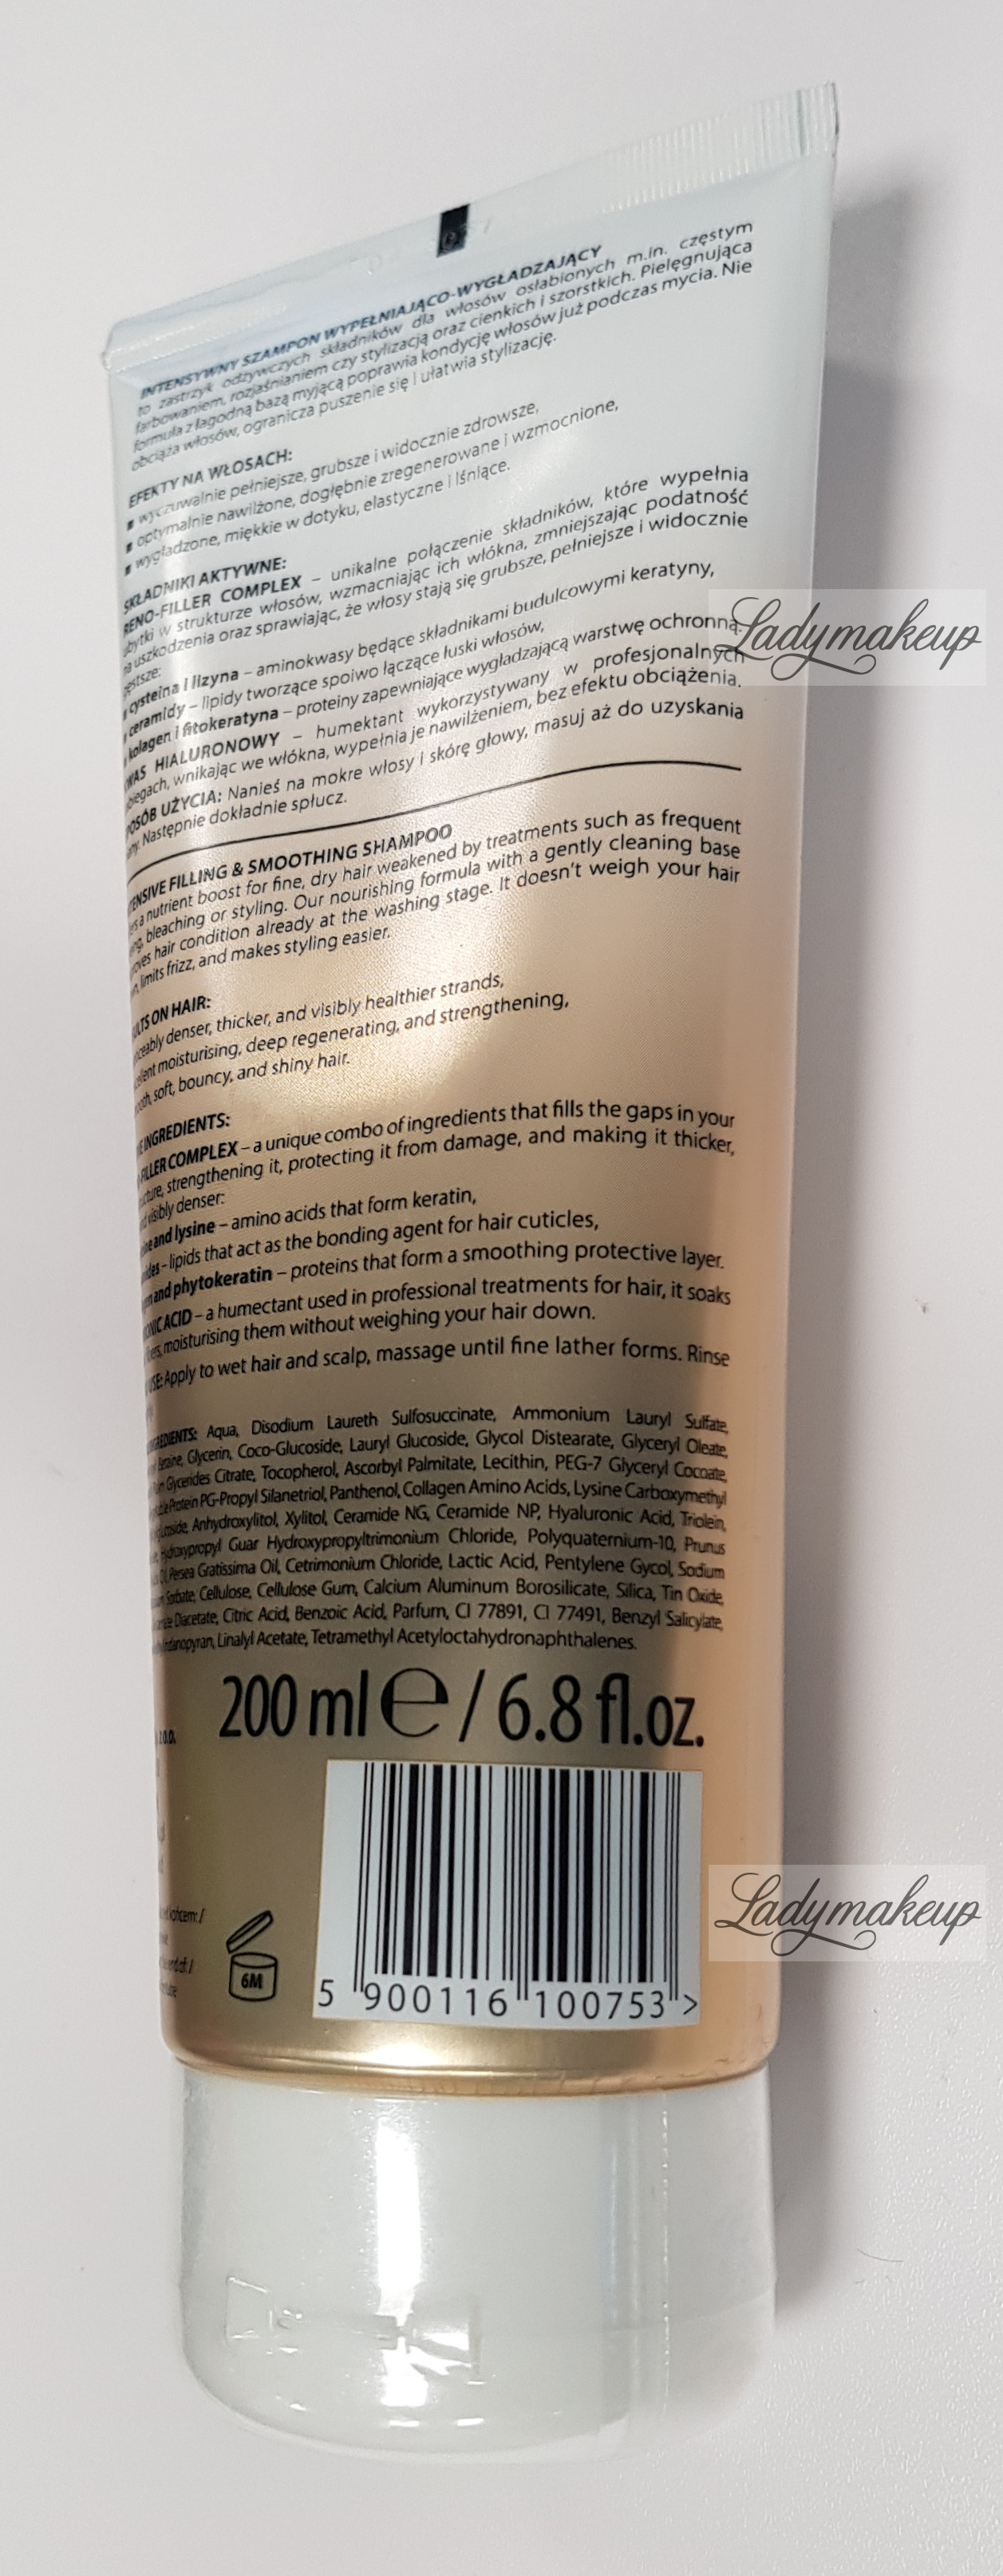 INTENSYWNY SZAMPON WYPEŁNIAJĄCO-WYGŁADZAJĄCY
to zastrzyk odżywczych składników dla włosów osłabionych m.in. częstym
farbowaniem, rozjaśnianiem czy stylizacją oraz cienkich i szorstkich. Pielęgnująca
formuła z łagodną bazą myjącą poprawia kondycję włosów już podczas mycia. Nie
obciąża włosów, ogranicza puszenie się i ułatwia stylizację.
EFEKTY NA WŁOSACH:
▪ wyczuwalnie pełniejsze, grubsze i widocznie zdrowsze,
▪ optymalnie nawilżone, dogłębnie zregenerowane i wzmocnione,
▪ wygładzone, miękkie w dotyku, elastyczne i lśniące.
SKŁADNIKI AKTYWNE:
RENO-FILLER COMPLEX – unikalne połączenie składników, które wypełnia
ubytki w strukturze włosów, wzmacniając ich włókna, zmniejszając podatność
na uszkodzenia oraz sprawiając, że włosy stają się grubsze, pełniejsze i widocznie
gęstsze:
cysteina i lizyna – aminokwasy będące składnikami budulcowymi keratyny,
ceramidy – lipidy tworzące spoiwo łączące łuski włosów,
kolagen i fitokeratyna – proteiny zapewniające wygładzającą warstwę ochronną.
WAS HIALURONOWY – humektant wykorzystywany w profesjonalnych
biegach, wnikając we włókna, wypełnia je nawilżeniem, bez efektu obciążenia.
POSÓB UŻYCIA: Nanieś na mokre włosy i skórę głowy, masuj aż do uzyskania
Następnie dokładnie spłucz.
TENSIVE FILLING & SMOOTHING SHAMPOO
a nutrient boost for fine, dry hair weakened by treatments such as frequent
bleaching or styling. Our nourishing formula with a gently cleaning base
oves hair condition already at the washing stage. It doesn't weigh your hair
limits frizz, and makes styling easier.
ULTS ON HAIR:
ceably denser, thicker, and visibly healthier strands,
ellent moisturising, deep regenerating, and strengthening,
oth, soft, bouncy, and shiny hair.
INGREDIENTS:
FILLER COMPLEX – a unique combo of ingredients that fills the gaps in your
cture, strengthening it, protecting it from damage, and making it thicker,
visibly denser:
ine and lysine – amino acids that form keratin,
ides – lipids that act as the bonding agent for hair cuticles,
en and phytokeratin – proteins that form a smoothing protective layer.
ONIC ACID – a humectant used in professional treatments for hair, it soaks
moisturising them without weighing your hair down.
USE: Apply to wet hair and scalp, massage until fine lather forms. Rinse
REDIENTS: Aqua, Disodium Laureth Sulfosuccinate, Ammonium Lauryl Sulfate,
Betaine, Glycerin, Coco-Glucoside, Lauryl Glucoside, Glycol Distearate, Glyceryl Oleate,
Glycerides Citrate, Tocopherol, Ascorbyl Palmitate, Lecithin, PEG-7 Glyceryl Cocoate,
Protein PG-Propyl Silanetriol, Panthenol, Collagen Amino Acids, Lysine Carboxymethyl
Anhydroxylitol, Xylitol, Ceramide NG, Ceramide NP, Hyaluronic Acid, Triolein,
Hydroxypropyl Guar Hydroxypropyltrimonium Chloride, Polyquaternium-10, Prunus
Oil, Persea Gratissima Oil, Cetrimonium Chloride, Lactic Acid, Pentylene Gycol, Sodium
Sorbate, Cellulose, Cellulose Gum, Calcium Aluminum Borosilicate, Silica, Tin Oxide,
Diacetate, Citric Acid, Benzoic Acid, Parfum, CI 77891, CI 77491, Benzyl Salicylate,
Linalyl Acetate, Tetramethyl Acetyloctahydronaphthalenes.
200 ml e / 6.8 fl.oz.
końcem: /
6M
5 900116 100753 >
Ladymakeup
Ladymakeup